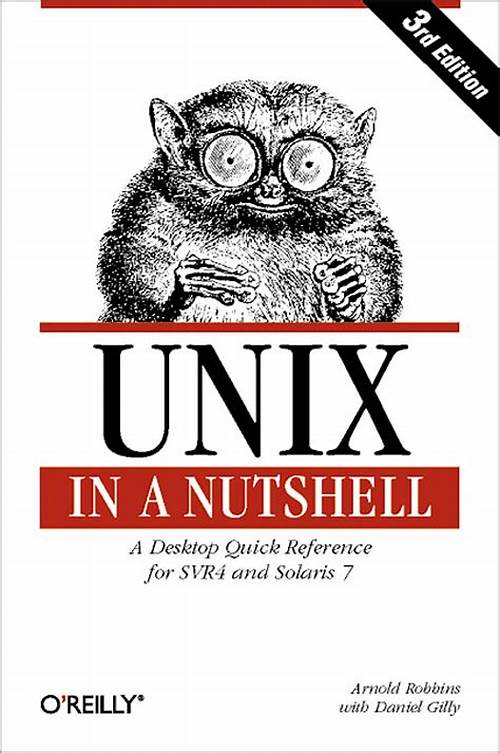 3rd Edition
UNIX
IN A NUTSHELL
A Desktop Quick Reference
for SVR4 and Solaris 7
Arnold Robbins
with Daniel Gilly
O'REILLY®